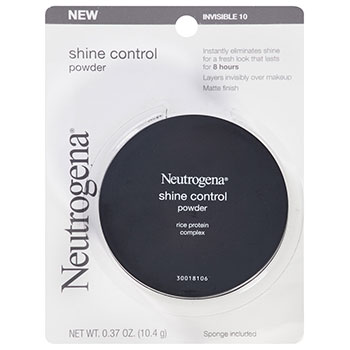 NEW
INVISIBLE 10
shine control
powder
Instantly eliminates shine
for a fresh look that lasts
for 8 hours
Layers invisibly over makeup
Matte finish
Neutrogena®
Neutrogena®
shine control
powder
rice protein
complex
30018106
NET WT. 0.37 OZ. (10.4g)
Sponge included